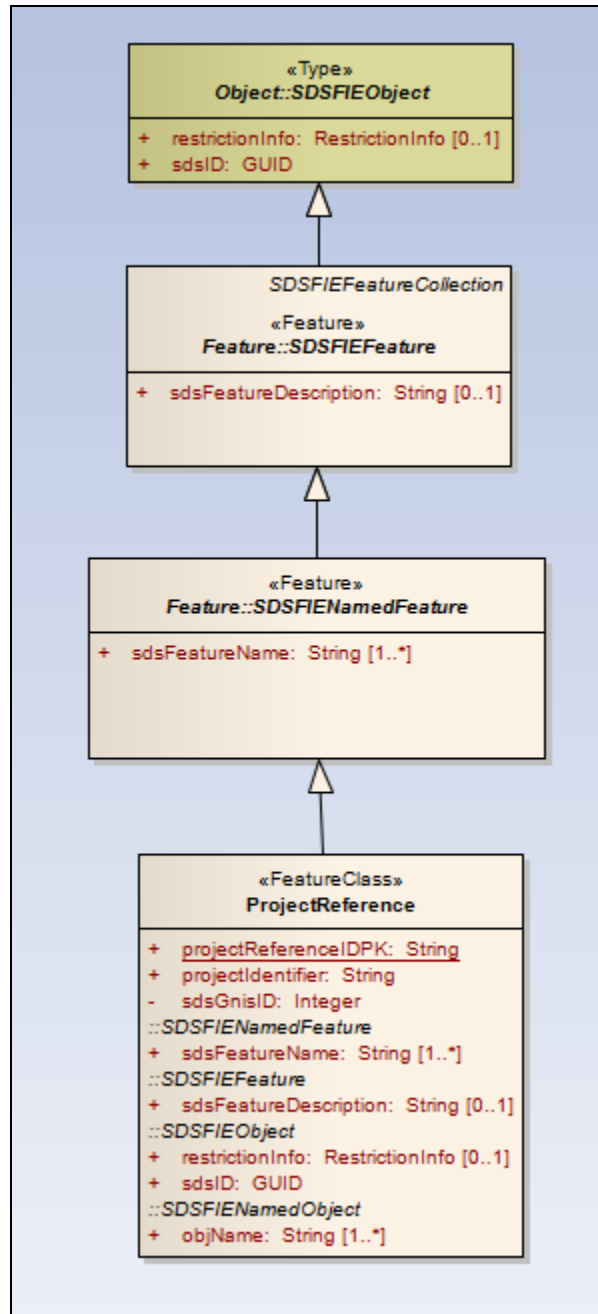 «Type»
Object::SDSFIEObject
+ restrictionInfo: RestrictionInfo [0..1]
+ sdsID: GUID
SDSFIEFeatureCollection
«Feature»
Feature::SDSFIEFeature
+ sdsFeatureDescription: String [0..1]
«Feature»
Feature::SDSFIENamedFeature
+ sdsFeatureName: String [1..*]
«FeatureClass»
ProjectReference
+ projectReferenceIDPK: String
+ projectIdentifier: String
- sdsGnisID: Integer
::SDSFIENamedFeature
+ sdsFeatureName: String [1..*]
::SDSFIEFeature
+ sdsFeatureDescription: String [0..1]
::SDSFIEObject
+ restrictionInfo: RestrictionInfo [0..1]
+ sdsID: GUID
::SDSFIENamedObject
+ objName: String [1..*]